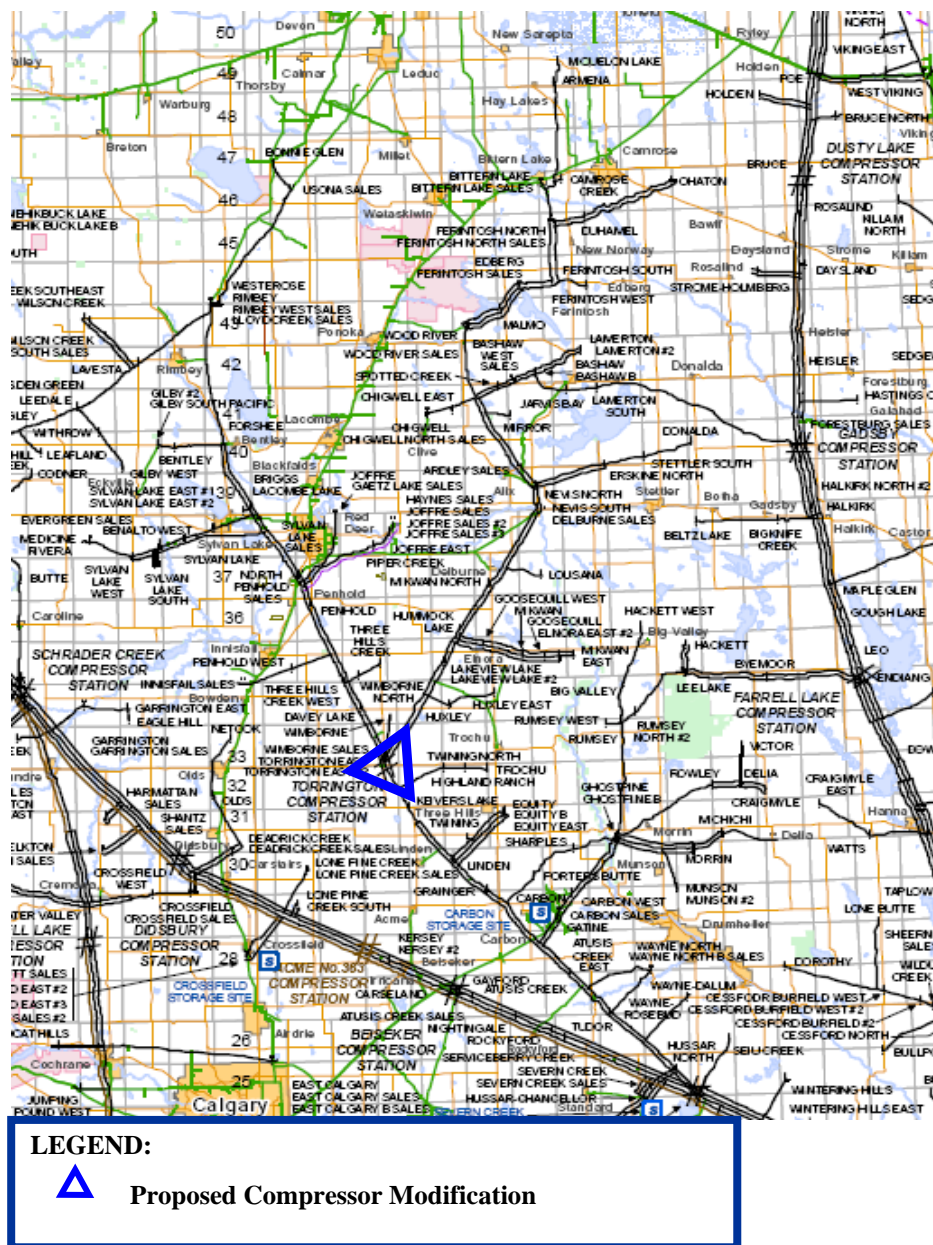 50
Devon
New Sarepta
Ryley
VIKING
NORTH
VIKING EAST
49
Calmar
Thorsby
Leduc
ARMENA
Holden
POE
HOLDEN
WEST VIKING
Warburg
Hay Lakes
BRUCE NORTH
48
Breton
Millet
Camrose
47
BONNIE GLEN
Bittern Lake
BITTERN LAKE
BITTERN LAKE SALES
CAMROSE
CREEK
OHATON
BRUCE
DUSTY LAKE
COMPRESSOR
STATION
USONA SALES
46
Wetaskiwin
ROSALIND
KILLAM
NORTH
FERINTOSH NORTH
FERINTOSH NORTH SALES
DUHAMEL
Bawlf
45
New Norway
Daysland
Strome
Killam
EDBERG
FERINTOSH SALES
FERINTOSH SOUTH
Rosalind
DAYSLAND
STROME-HOLMBERG
WILSON CREEK
WESTEROSE
RIMBEY
RIMBEY WEST SALES
LLOYD CREEK SALES
Edberg
FERINTOSH WEST
Ferintosh
43
Ponoka
WOOD RIVER
MALMO
Heisler
WOOD RIVER SALES
BASHAW
WEST
SALES
LAMERTON
LAMERTON #2
LAVESTA
42
Rimbey
SPOTTED CREEK
BASHAW
BASHAW B
Donalda
HEISLER
GILBY #2
GILBY SOUTH PACIFIC
CHIGWELL EAST
JARVIS BAY
LAMERTON
SOUTH
Forestburg
LEEDALE
41
Lacombe
Galahad
FORSHEE
Bentley
WITHROW
CHIGWELL
CHIGWELL NORTH SALES
MIRROR
DONALDA
FORESTBURG SALES
GADSBY
COMPRESSOR
STATION
LEAFLAND
BENTLEY
40
Clive
CODNER
Eckville
GILBY WEST
SYLVAN LAKE EAST #1
SYLVAN LAKE EAST #2
39
Blackfalds
BRIGGS
LACOMBE LAKE
JOFFRE
GAETZ LAKE SALES
ARDLEY SALES
STETTLER SOUTH
ERSKINE NORTH
HALKIRK NORTH #2
HAYNES SALES
Alix
NEVIS NORTH
NEVIS SOUTH
DELBURNE SALES
Stettler
Botha
Gadsby
HALKIRK
EVERGREEN SALES
BENALTO WEST
SYLVAN
LAKE
SALES
Red
Deer
JOFFRE SALES
JOFFRE SALES #2
JOFFRE SALES #3
Halkirk
Castor
MEDICINE
RIVERA
Sylvan Lake
SYLVAN LAKE
JOFFRE EAST
BELTZ LAKE
BIGKNIFE
CREEK
BUTTE
SYLVAN
LAKE
WEST
SYLVAN
LAKE
SOUTH
37
NORTH
PENHOLD
SALES
PIPER CREEK
Delburne
MIKWAN NORTH
LOUSANA
Penhold
MAPLE GLEN
36
Caroline
PENHOLD
HUMMOCK
LAKE
GOOSEQUILL WEST
MIKWAN
GOOSEQUILL
ELNORA EAST #2
HACKETT WEST
GOUGH LAKE
THREE
HILLS
CREEK
Big Valley
HACKETT
Innisfail
PENHOLD WEST
MIKWAN
EAST
LEO
SCHRADER CREEK
COMPRESSOR
STATION
Elnora
LAKEVIEW LAKE
LAKEVIEW LAKE #2
BYEMOOR
ENDIANG
INNISFAIL SALES
Bowden
WIMBORNE
NORTH
BIG VALLEY
LEE LAKE
GARRINGTON EAST
EAGLE HILL
THREE HILLS
CREEK WEST
HUXLEY EAST
FARRELL LAKE
COMPRESSOR
STATION
NETOOK
DAVEY LAKE
WIMBORNE
HUXLEY
RUMSEY WEST
RUMSEY
RUMSEY
NORTH #2
GARRINGTON
GARRINGTON SALES
Trochu
33
WIMBORNE SALES
TWINING NORTH
VICTOR
Olds
TORRINGTON
COMPRESSOR
STATION
TROCHU
HIGHLAND RANCH
ROWLEY
DELIA
32
CRAIGMYLE
EAST
HARMATTAN
SALES
OLDS
GHOSTPINE
GHOSTPINE B
CRAIGMYLE
31
KEIVERS LAKE
Three Hills
TWINING
EQUITY
EQUITY B
EQUITY EAST
Hanna
SHANTZ
SALES
MICHICHI
Morrin
Delia
Didsbury
DEADRICK CREEK
DEADRICK CREEK SALES
Linden
SHARPLES
WATTS
30
Carstairs
LONE PINE CREEK
LONE PINE CREEK SALES
LINDEN
Munson
MORRIN
CROSSFIELD
WEST
Cremona
PORTERS BUTTE
LONE PINE
CREEK SOUTH
GRAINGER
CARBON
MUNSON
MUNSON #2
CROSSFIELD
CROSSFIELD SALES
DIDSBURY
COMPRESSOR
STATION
Acme
CARBON
STORAGE SITE
S
CARBON WEST
CARBON SALES
GATINE
LONE BUTTE
Drumheller
Crossfield
KERSEY
KERSEY #2
Beiseker
Carbon
ATUSIS
CREEK
EAST
WAYNE NORTH
WAYNE NORTH B SALES
28
S
ACME No.363
COMPRESSOR
STATION
Irricana
DOROTHY
CROSSFIELD
STORAGE SITE
CARSELAND
GAYFORD
ATUSIS CREEK
WAYNE-DALUM
WAYNE-
ROSEBUD
CESSFORD BURFIELD WEST
CESSFORD BURFIELD WEST #2
CESSFORD BURFIELD #2
CESSFORD NORTH
ATUSIS CREEK SALES
26
Airdrie
BEISEKER
COMPRESSOR
STATION
NIGHTINGALE
ROCKYFORD
Rockyford
TUDOR
HUSSAR
NORTH
SEIU CREEK
Cochrane
SERVICEBERRY CREEK
SEVERN CREEK
SEVERN CREEK SALES
25
Calgary
EAST CALGARY
EAST CALGARY SALES
EAST CALGARY B SALES
HUSSAR-CHANCELLOR
Standard
S
WINTERING HILLS
WINTERING HILLS EAST
JUMPING
POUND WEST
SEVERN CREEK
LEGEND:
Proposed Compressor Modification